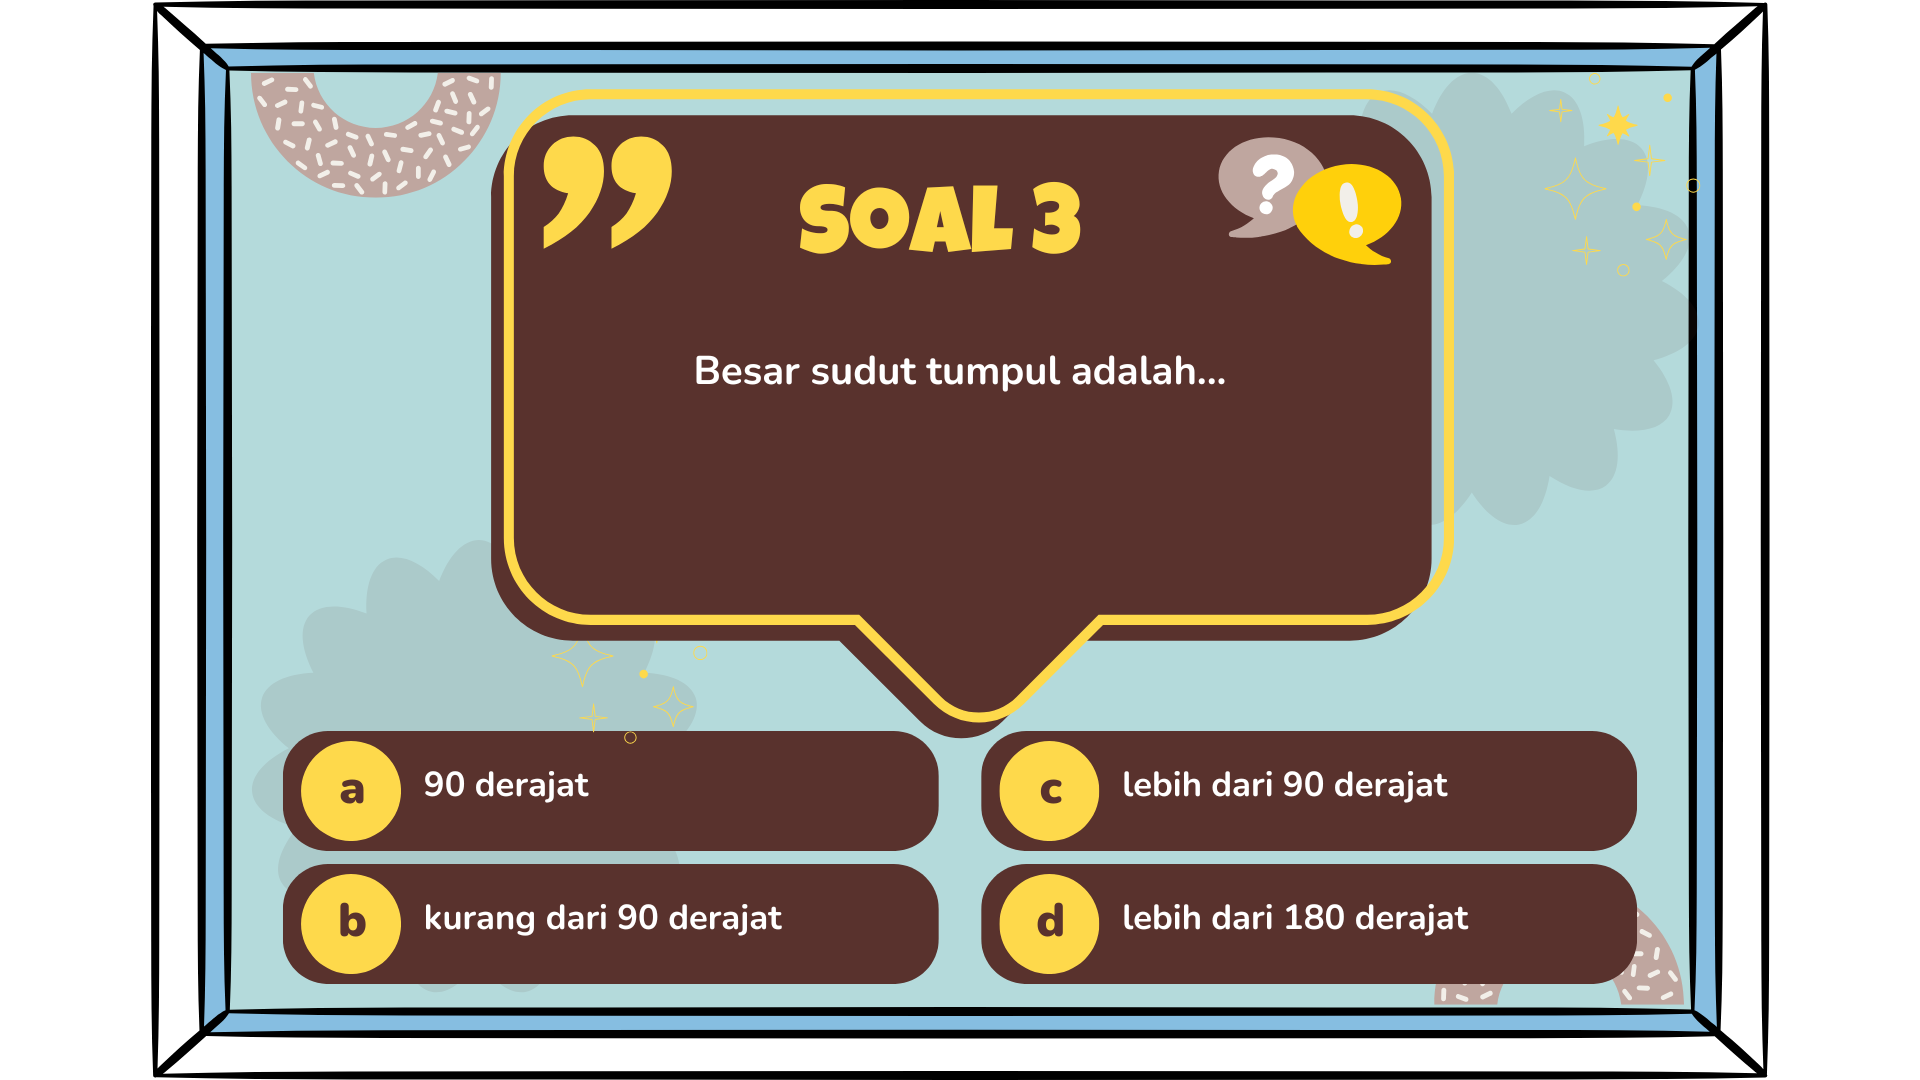 SOAL 3
Besar sudut tumpul adalah...
a 90 derajat
b kurang dari 90 derajat
c lebih dari 90 derajat
d lebih dari 180 derajat